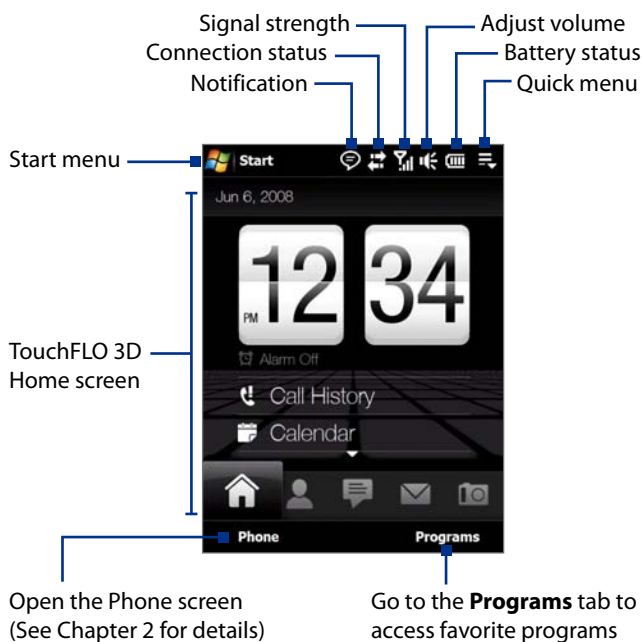 Signal strength
Adjust volume
Connection status
Battery status
Notification
Quick menu
Start menu
Start
Jun 6, 2008
12 34
PM
Alarm Off
TouchFLO 3D
Home screen
Call History
Calendar
Phone
Programs
Open the Phone screen
(See Chapter 2 for details)
Go to the Programs tab to
access favorite programs